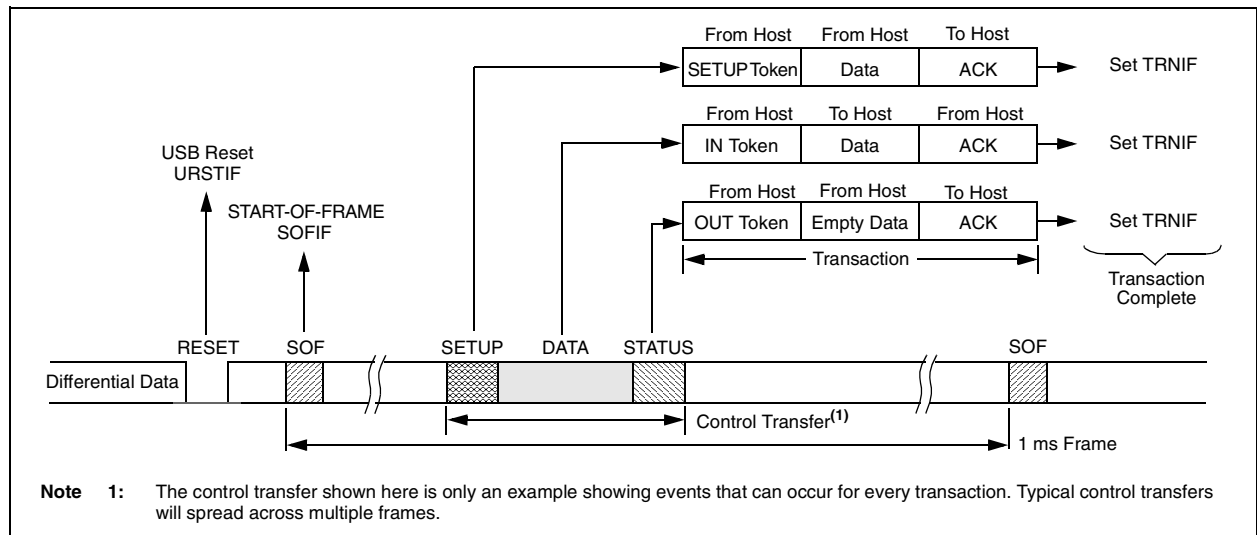 From Host From Host To Host
SETUP Token Data ACK Set TRNIF
From Host To Host From Host
IN Token Data ACK Set TRNIF
USB Reset
URSTIF
From Host From Host To Host
START-OF-FRAME
SOFIF
OUT Token Empty Data ACK Set TRNIF
Transaction
Transaction
Complete
RESET SOF SETUP DATA STATUS SOF
Differential Data
Control Transfer(1)
1 ms Frame
Note 1: The control transfer shown here is only an example showing events that can occur for every transaction. Typical control transfers
will spread across multiple frames.